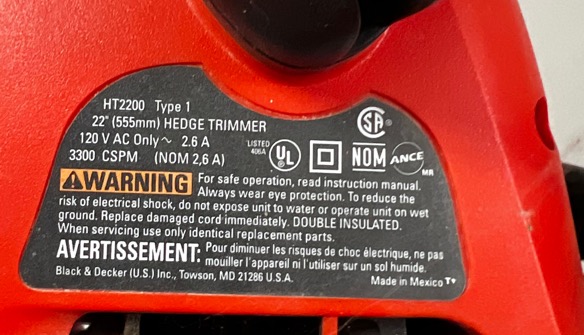 HT2200 Type 1
22" (555mm) HEDGE TRIMMER
120 V AC Only ~ 2.6 A
3300 CSPM (NOM 2,6 A)
LISTED
406A
UL
SA
NOM
ANCE
MR
WARNING For safe operation, read instruction manual.
Always wear eye protection. To reduce the
risk of electrical shock, do not expose unit to water or operate unit on wet
ground. Replace damaged cord immediately. DOUBLE INSULATED.
When servicing use only identical replacement parts.
AVERTISSEMENT: Pour diminuer les risques de choc électrique, ne pas
mouiller l'appareil ni l'utiliser sur un sol humide.
Black & Decker (U.S.) Inc., Towson, MD 21286 U.S.A.
Made in Mexico